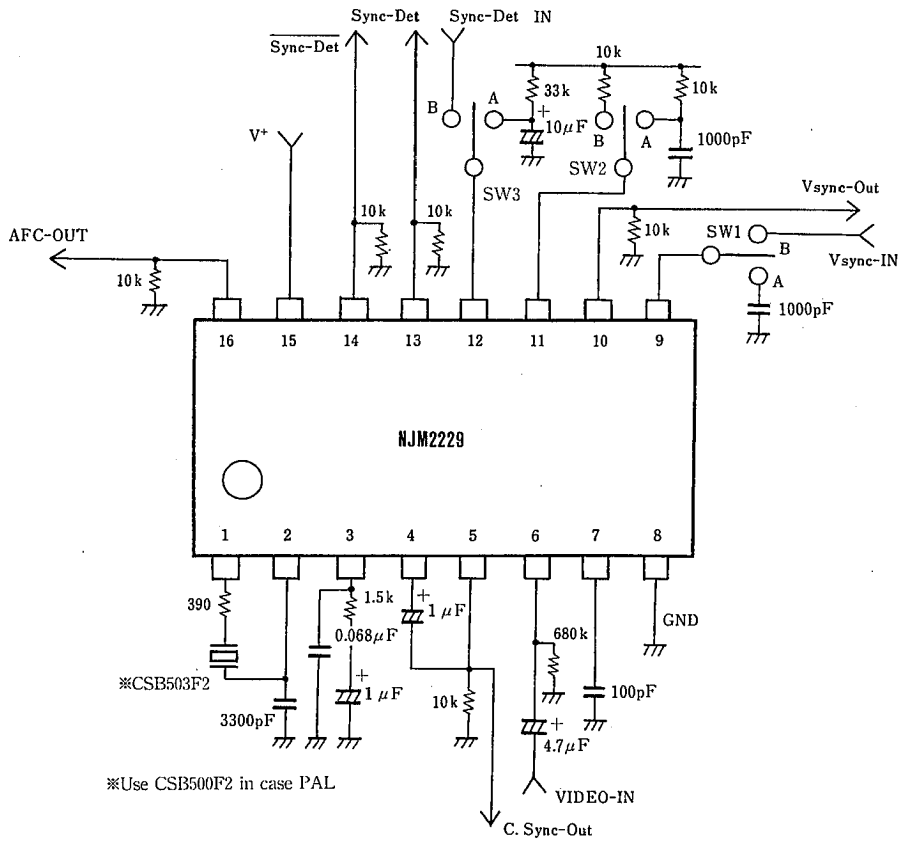 Sync-Det
Sync-Det IN
Sync-Det
10k
33k
10k
B
A
+
10μF
B
A
1000pF
V+
SW3
SW2
Vsync-Out
10k
10k
10k
SW1
B
Vsync-IN
A
1000pF
AFC-OUT
10k
16
15
14
13
12
11
10
9
NJM2229
1
2
3
4
5
6
7
8
390
1.5k
+
1μF
0.068μF
680k
GND
※CSB503F2
3300pF
+
1μF
10k
100pF
+
4.7μF
※Use CSB500F2 in case PAL
VIDEO-IN
C. Sync-Out